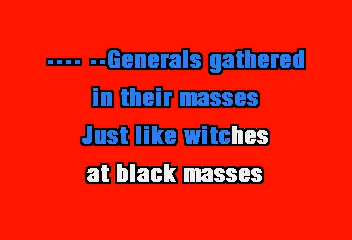 ---- --Generals gathered
in their masses
Just like witches
at black masses